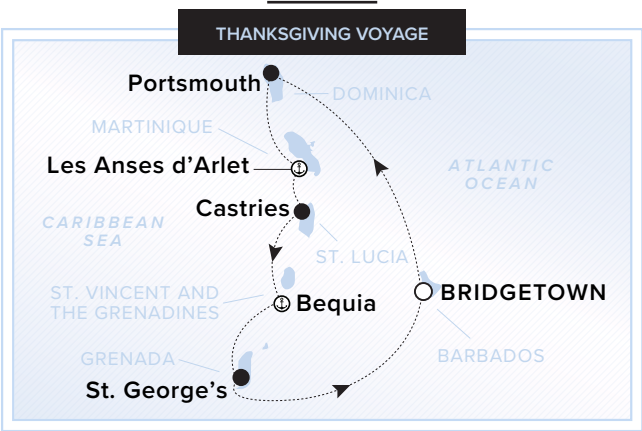 THANKSGIVING VOYAGE
Portsmouth
DOMINICA
MARTINIQUE
Les Anses d’Arlet
ATLANTIC
OCEAN
Castries
CARIBBEAN
SEA
ST. LUCIA
ST. VINCENT AND
THE GRENADINES
Bequia
BRIDGETOWN
GRENADA
BARBADOS
St. George’s